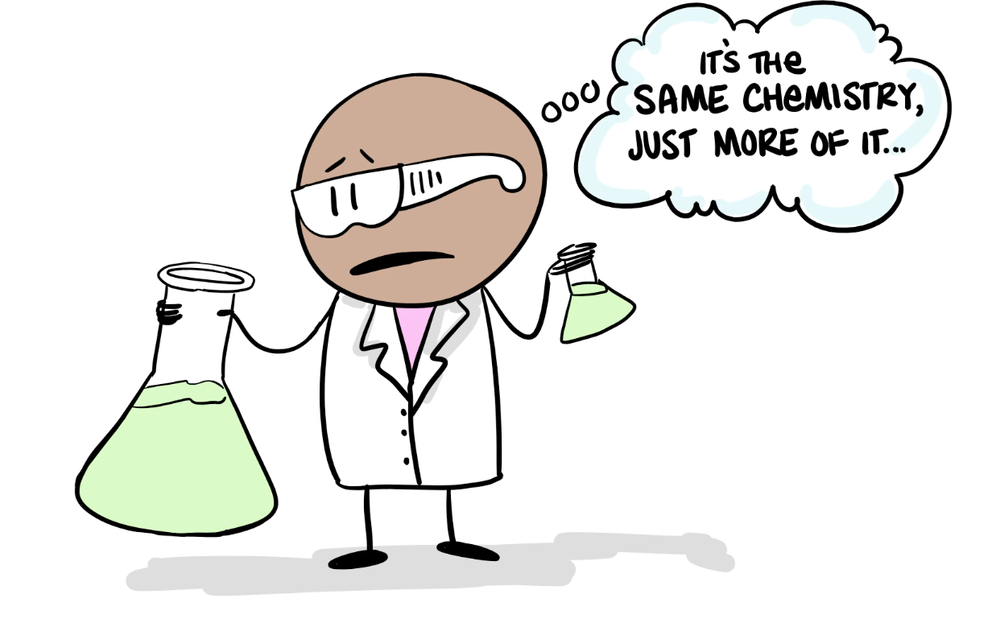 IT'S THE
SAME CHEMISTRY,
JUST MORE OF IT...